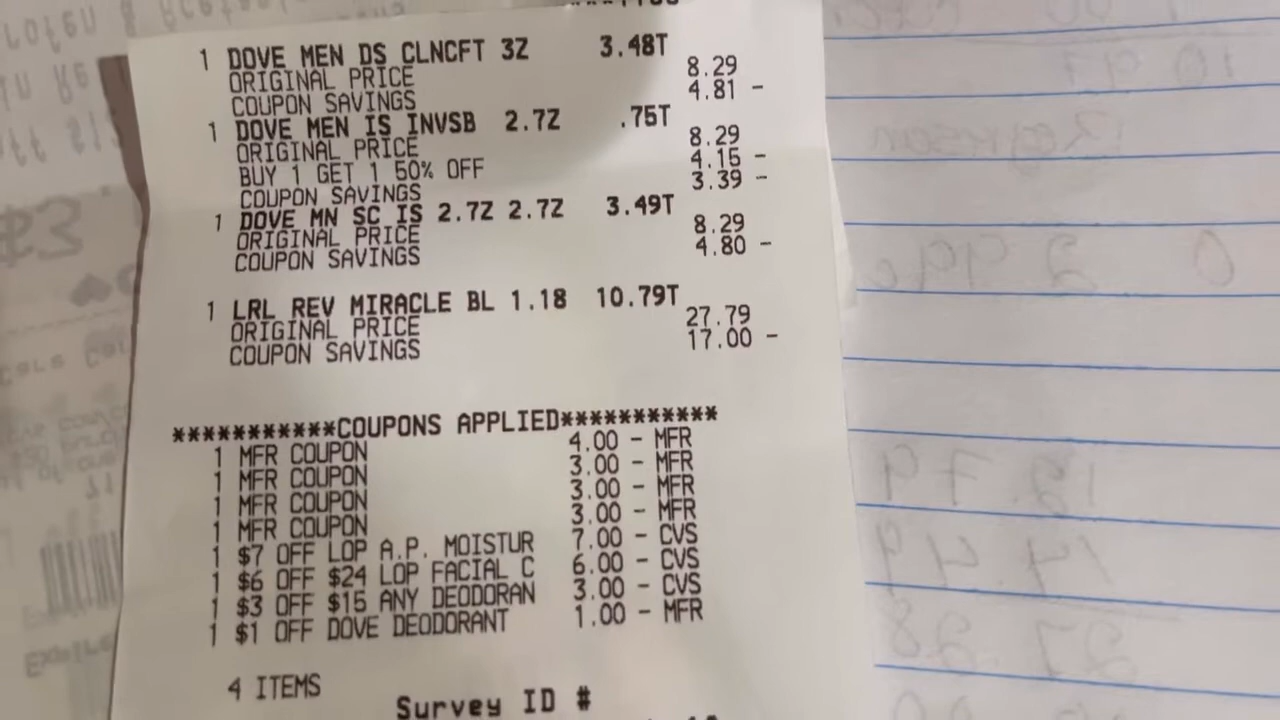 1 DOVE MEN DS CLNCFT 3Z 3.48T
ORIGINAL PRICE 8.29
COUPON SAVINGS 4.81 -
1 DOVE MEN IS INVSB 2.7Z .75T
ORIGINAL PRICE 8.29
BUY 1 GET 1 50% OFF 4.15 -
COUPON SAVINGS 3.39 -
1 DOVE MN SC IS 2.7Z 2.7Z 3.49T
ORIGINAL PRICE 8.29
COUPON SAVINGS 4.80 -
1 LRL REV MIRACLE BL 1.18 10.79T
ORIGINAL PRICE 27.79
COUPON SAVINGS 17.00 -
***********COUPONS APPLIED***********
1 MFR COUPON 4.00 - MFR
1 MFR COUPON 3.00 - MFR
1 MFR COUPON 3.00 - MFR
1 MFR COUPON 3.00 - MFR
1 $7 OFF LOP A.P. MOISTUR 7.00 - CVS
1 $6 OFF $24 LOP FACIAL C 6.00 - CVS
1 $3 OFF $15 ANY DEODORAN 3.00 - CVS
1 $1 OFF DOVE DEODORANT 1.00 - MFR
4 ITEMS
Survey ID #